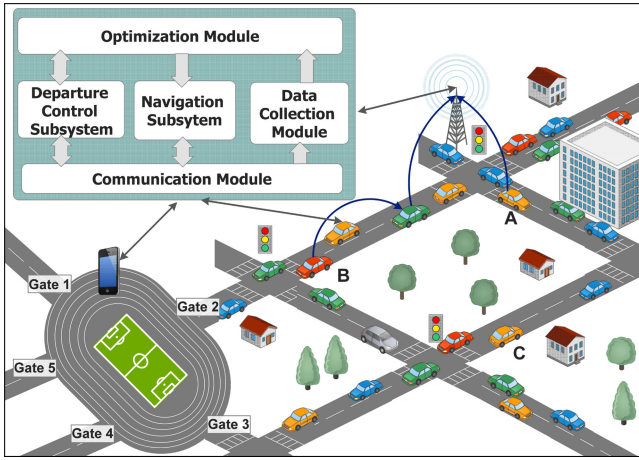 Optimization Module
Departure
Control
Subsystem
Navigation
Subsytem
Data
Collection
Module
Communication Module
A
B
Gate 1
Gate 2
C
Gate 5
Gate 4
Gate 3